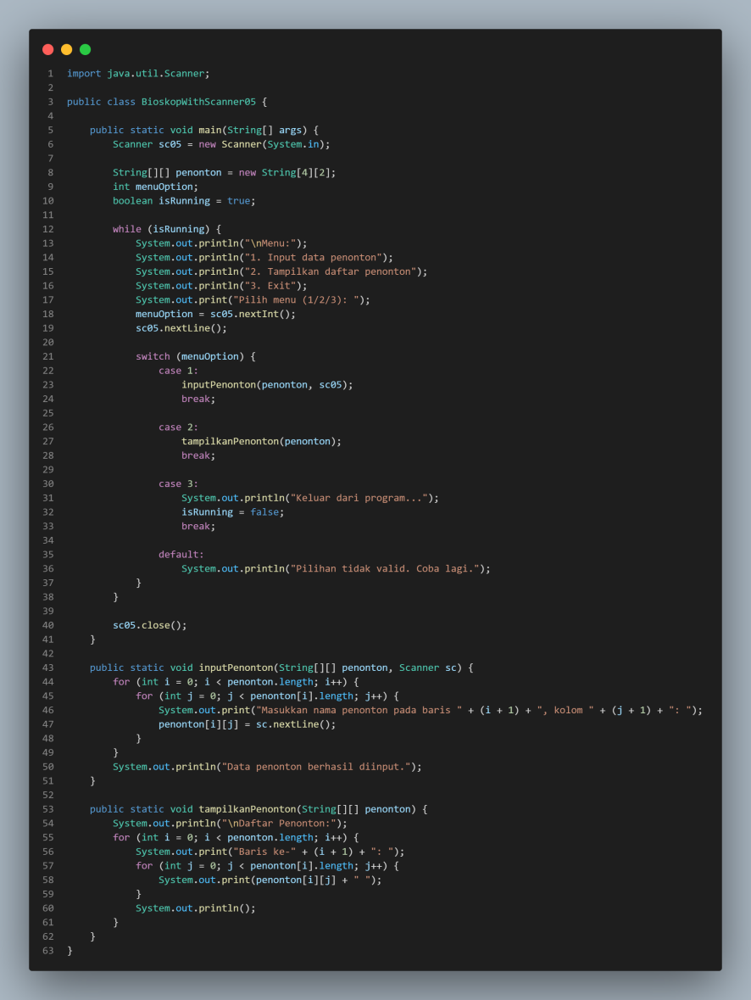 1 import java.util.Scanner;
2
3 public class BioskopWithScanner05 {
4
5     public static void main(String[] args) {
6         Scanner sc05 = new Scanner(System.in);
7
8         String[][] penonton = new String[4][2];
9         int menuOption;
10         boolean isRunning = true;
11
12         while (isRunning) {
13             System.out.println("\nMenu:");
14             System.out.println("1. Input data penonton");
15             System.out.println("2. Tampilkan daftar penonton");
16             System.out.println("3. Exit");
17             System.out.print("Pilih menu (1/2/3): ");
18             menuOption = sc05.nextInt();
19             sc05.nextLine();
20
21             switch (menuOption) {
22                 case 1:
23                     inputPenonton(penonton, sc05);
24                     break;
25
26                 case 2:
27                     tampilkanPenonton(penonton);
28                     break;
29
30                 case 3:
31                     System.out.println("Keluar dari program...");
32                     isRunning = false;
33                     break;
34
35                 default:
36                     System.out.println("Pilihan tidak valid. Coba lagi.");
37             }
38         }
39
40         sc05.close();
41     }
42
43     public static void inputPenonton(String[][] penonton, Scanner sc) {
44         for (int i = 0; i < penonton.length; i++) {
45             for (int j = 0; j < penonton[i].length; j++) {
46                 System.out.print("Masukkan nama penonton pada baris " + (i + 1) + ", kolom " + (j + 1) + ": ");
47                 penonton[i][j] = sc.nextLine();
48             }
49         }
50         System.out.println("Data penonton berhasil diinput.");
51     }
52
53     public static void tampilkanPenonton(String[][] penonton) {
54         System.out.println("\nDaftar Penonton:");
55         for (int i = 0; i < penonton.length; i++) {
56             System.out.print("Baris ke-" + (i + 1) + ": ");
57             for (int j = 0; j < penonton[i].length; j++) {
58                 System.out.print(penonton[i][j] + " ");
59             }
60             System.out.println();
61         }
62     }
63 }